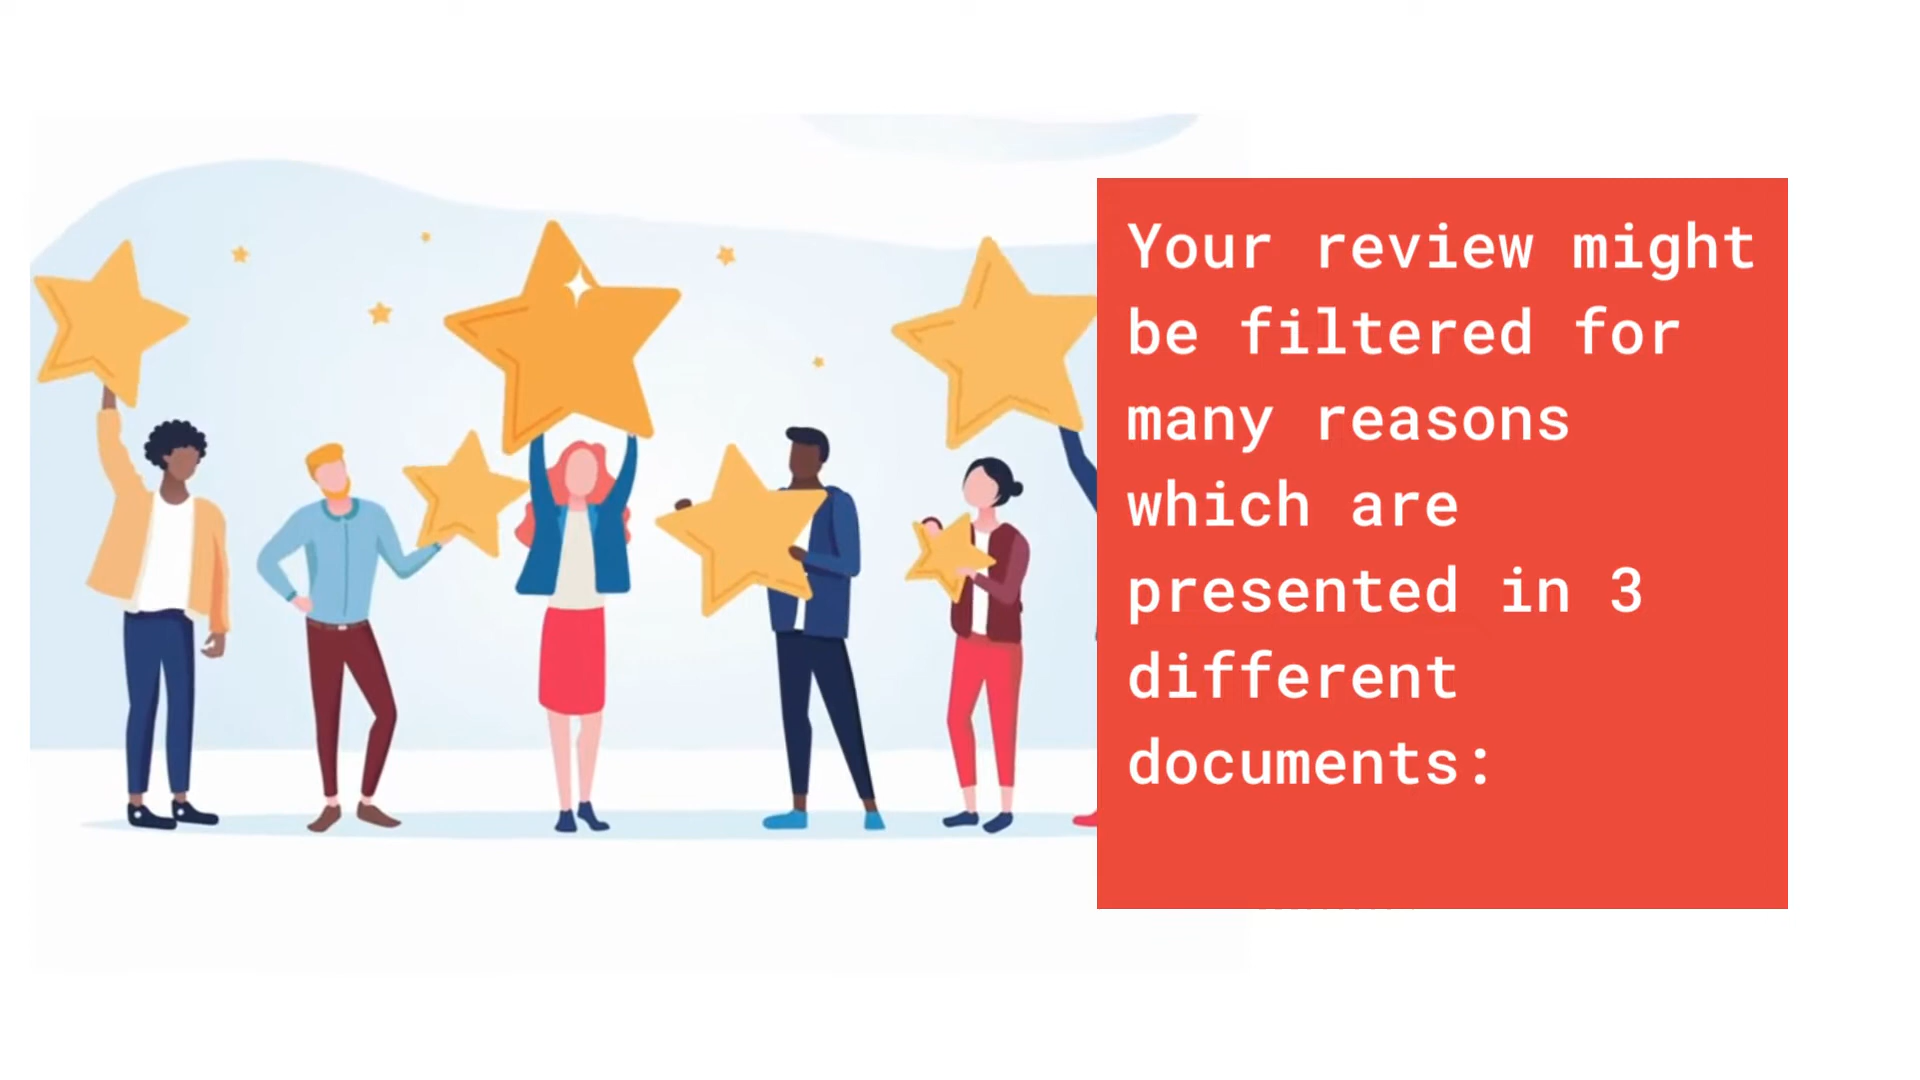 Your review might
be filtered for
many reasons
which are
presented in 3
different
documents: